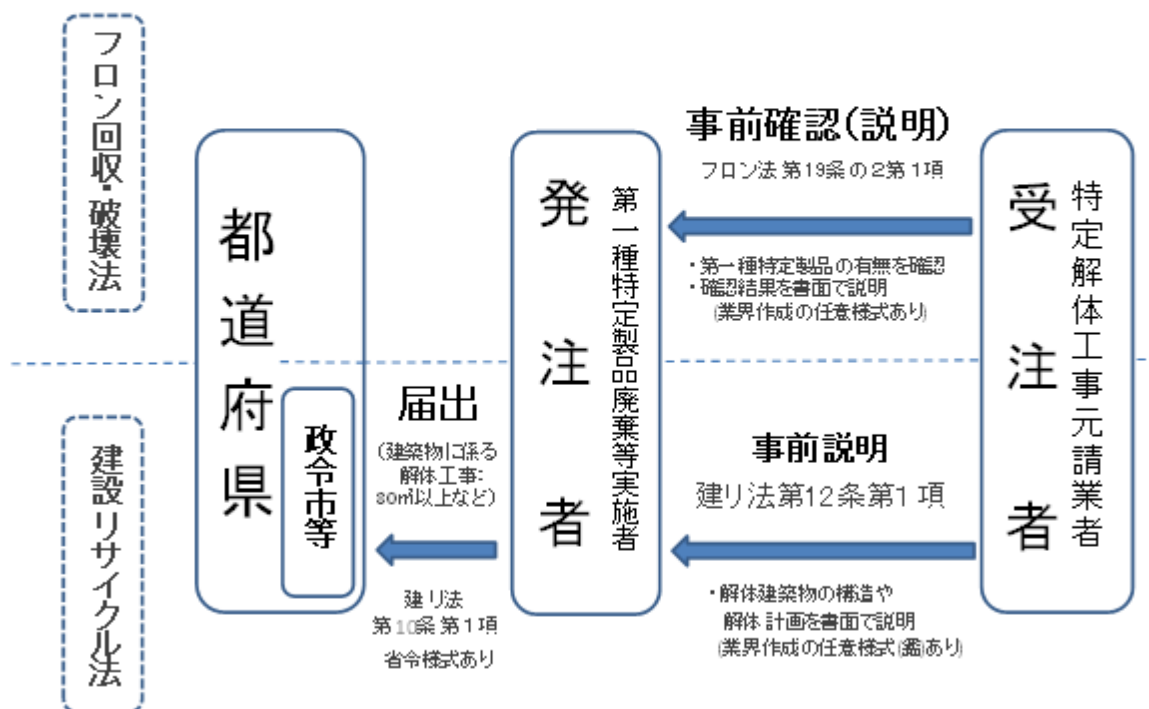 フロン回収・破壊法
都道府県
発注者
第一種特定製品廃棄等実施者
事前確認(説明)
フロン法 第19条の2第1項
・第一種特定製品の有無を確認
・確認結果を書面で説明
(業界作成の任意様式あり)
受注者
特定解体工事元請業者
建設リサイクル法
政令市等
届出
(建築物に係る
解体工事:
80㎡以上など)
建リ法
第10条第1項
省令様式あり
事前説明
建リ法第12条第1項
・解体建築物の構造や
解体計画を書面で説明
(業界作成の任意様式(鑑)あり)